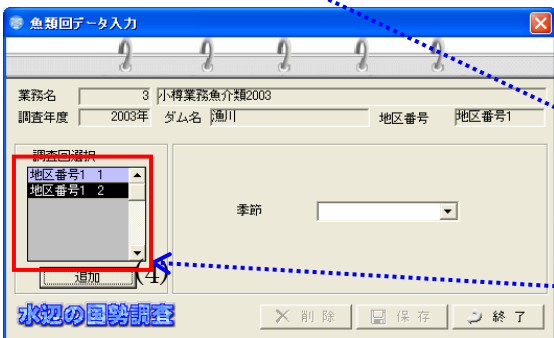 魚類回データ入力
業務名 3 小樽業務魚介類2003
調査年度 2003年 ダム名 漁川 地区番号 地区番号1
調査回選択
地区番号1 1
地区番号1 2
季節
追加 (4)
水辺の国勢調査 削除 保存 終了